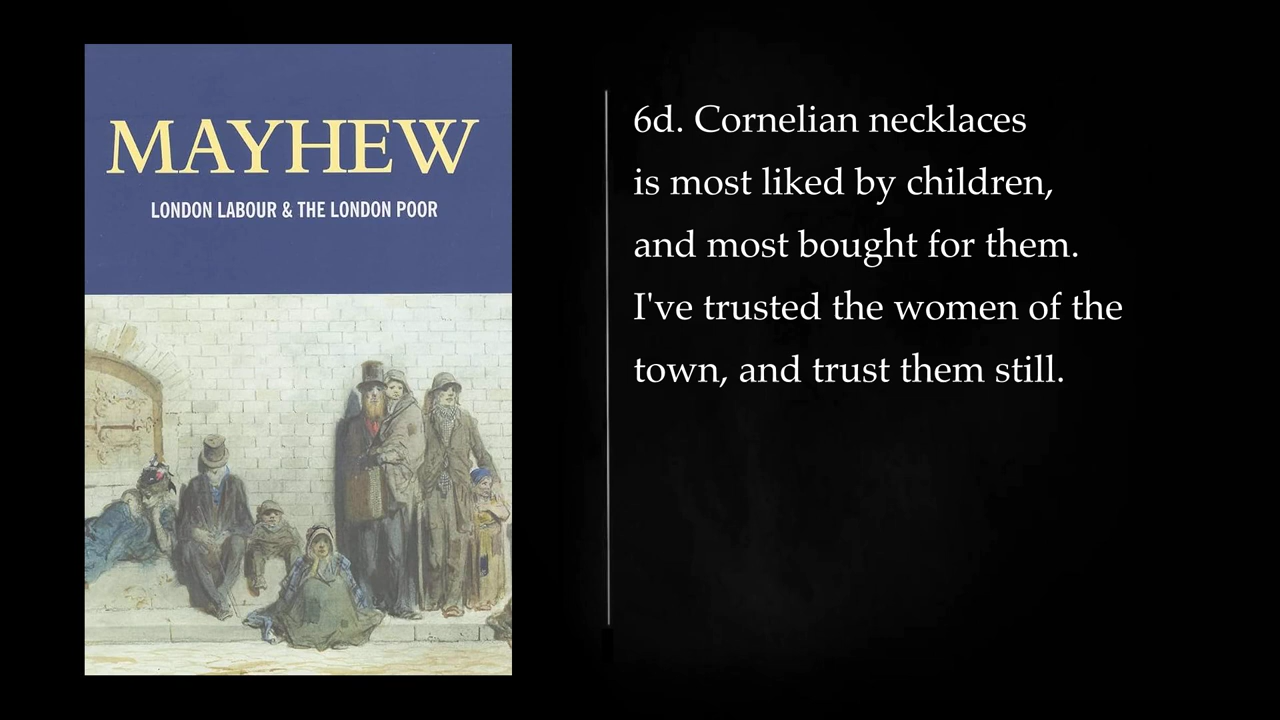 MAYHEW
LONDON LABOUR & THE LONDON POOR
6d. Cornelian necklaces
is most liked by children,
and most bought for them.
I've trusted the women of the
town, and trust them still.